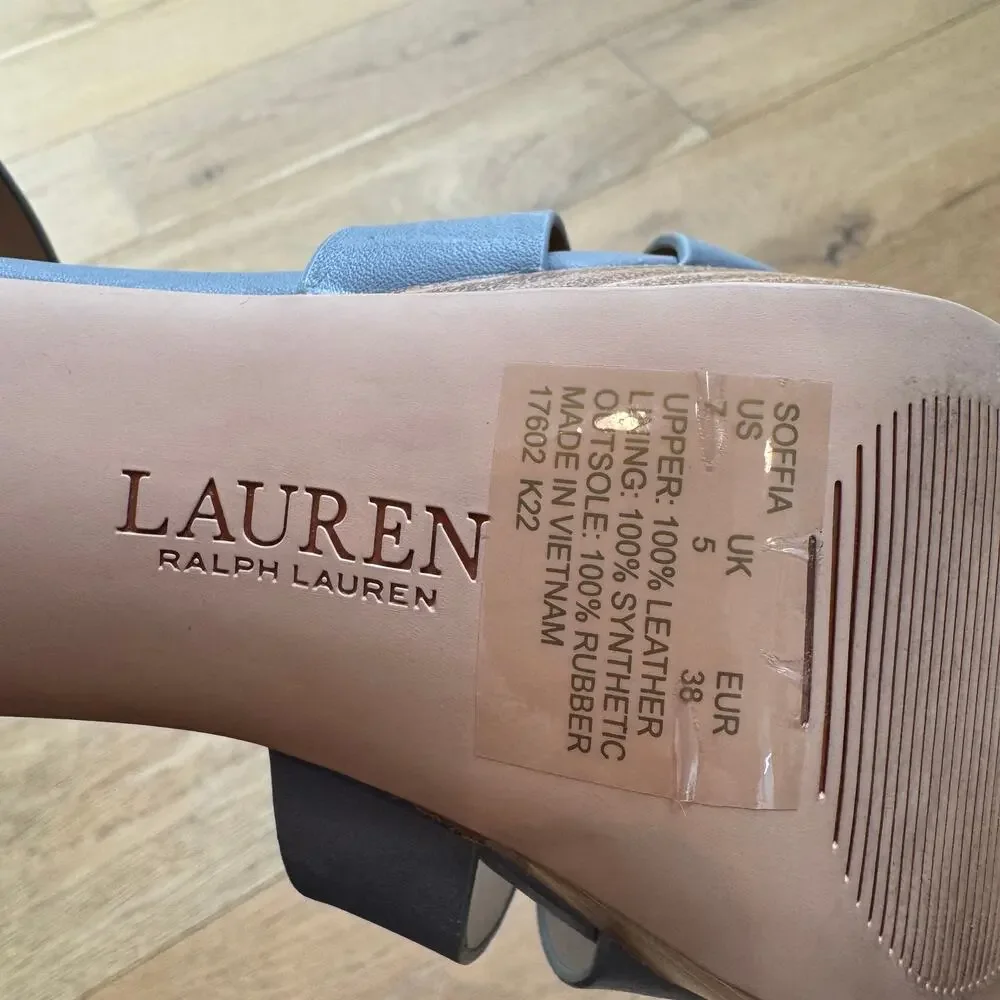 LAUREN
RALPH LAUREN
SOFFIA
US UK EUR
7 5 38
UPPER: 100% LEATHER
LINING: 100% SYNTHETIC
OUTSOLE: 100% RUBBER
MADE IN VIETNAM
17602 K22